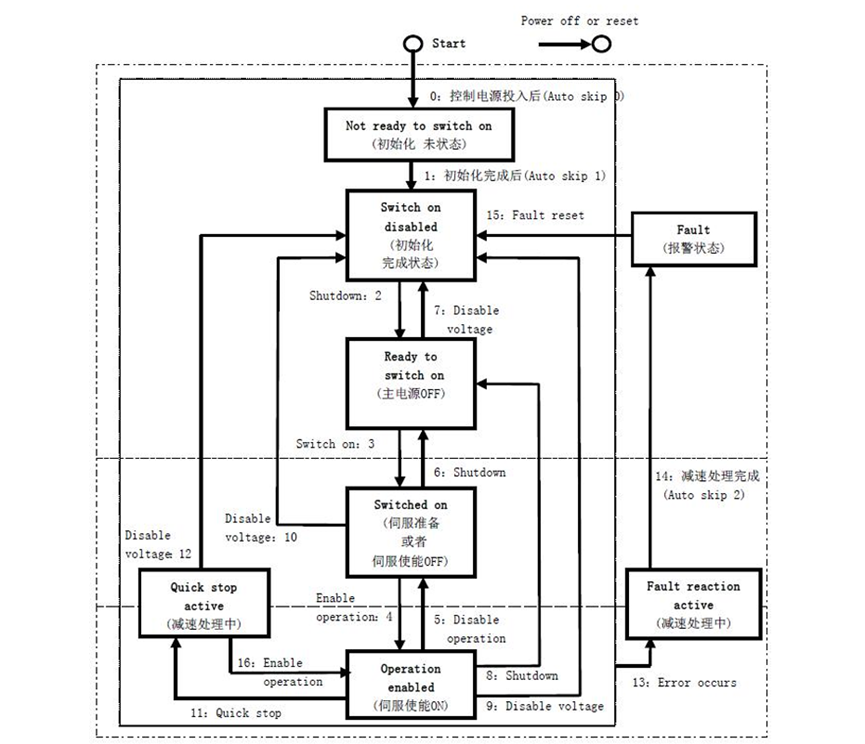 Power off or reset
Start
0: 控制电源投入后(Auto skip 0)
Not ready to switch on
(初始化 未状态)
1: 初始化完成后(Auto skip 1)
Switch on
disabled
(初始化
完成状态)
15: Fault reset
Fault
(报警状态)
Shutdown: 2
7: Disable
voltage
Ready to
switch on
(主电源OFF)
Switch on: 3
6: Shutdown
14: 减速处理完成
(Auto skip 2)
Switched on
(伺服准备
或者
伺服使能OFF)
Disable
voltage: 10
Disable
voltage: 12
Quick stop
active
(减速处理中)
Fault reaction
active
(减速处理中)
Enable
operation: 4
5: Disable
operation
16: Enable
operation
Operation
enabled
(伺服使能ON)
8: Shutdown
13: Error occurs
11: Quick stop
9: Disable voltage